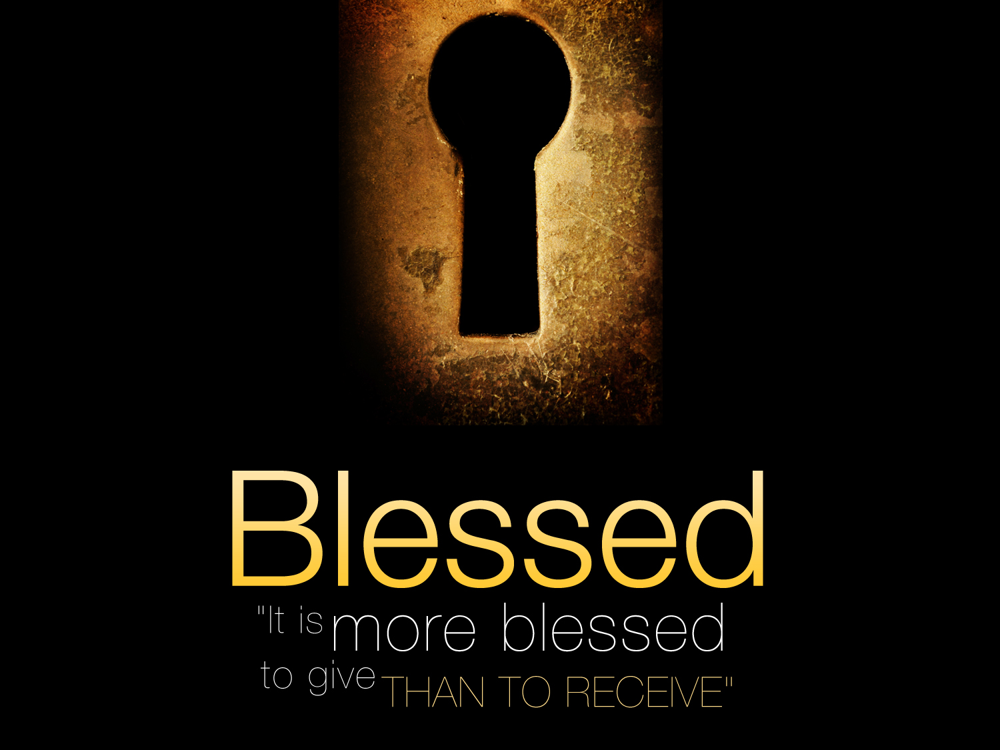 Blessed
"It is more blessed
to give THAN TO RECEIVE"